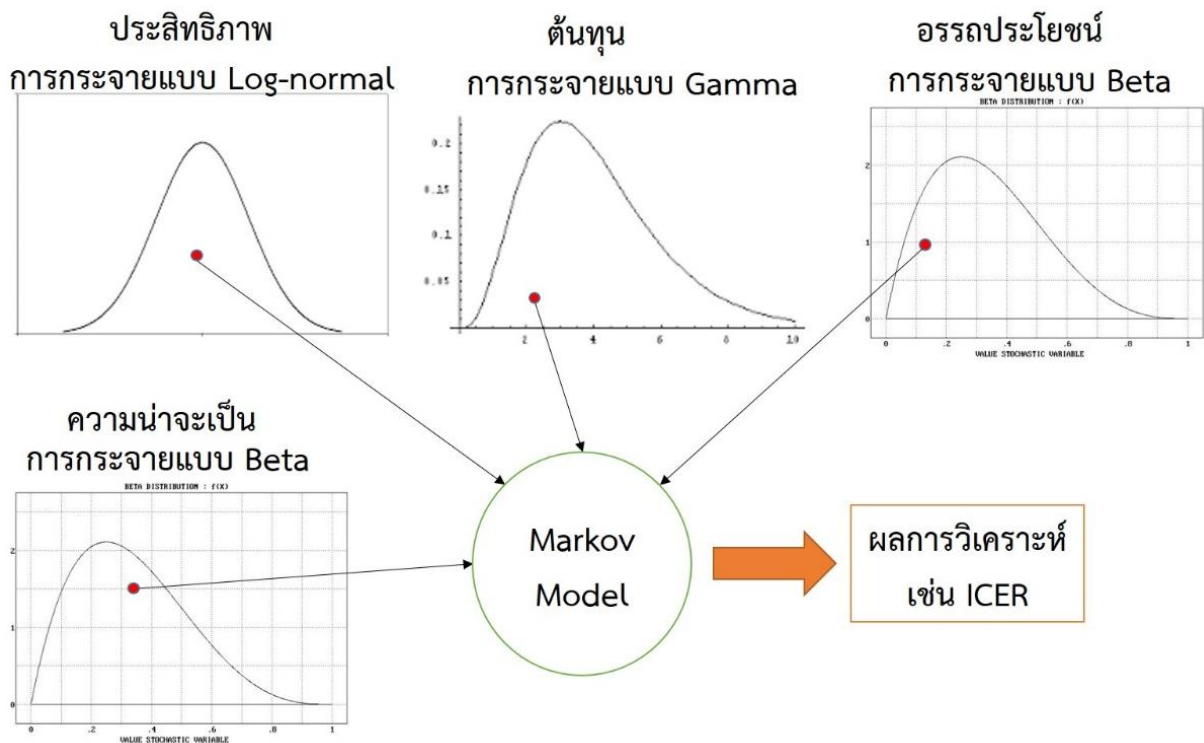 ประสิทธิภาพ
การกระจายแบบ Log-normal
ต้นทุน
การกระจายแบบ Gamma
0.2
0.15
0.1
0.05
2
4
6
8
10
อรรถประโยชน์
การกระจายแบบ Beta
BETA DISTRIBUTION : f(X)
2
1
0
0 .2 .4 .6 .8 1
VALUE STOCHASTIC VARIABLE
ความน่าจะเป็น
การกระจายแบบ Beta
BETA DISTRIBUTION : f(X)
2
1
0
0 .2 .4 .6 .8 1
VALUE STOCHASTIC VARIABLE
Markov
Model
ผลการวิเคราะห์
เช่น ICER